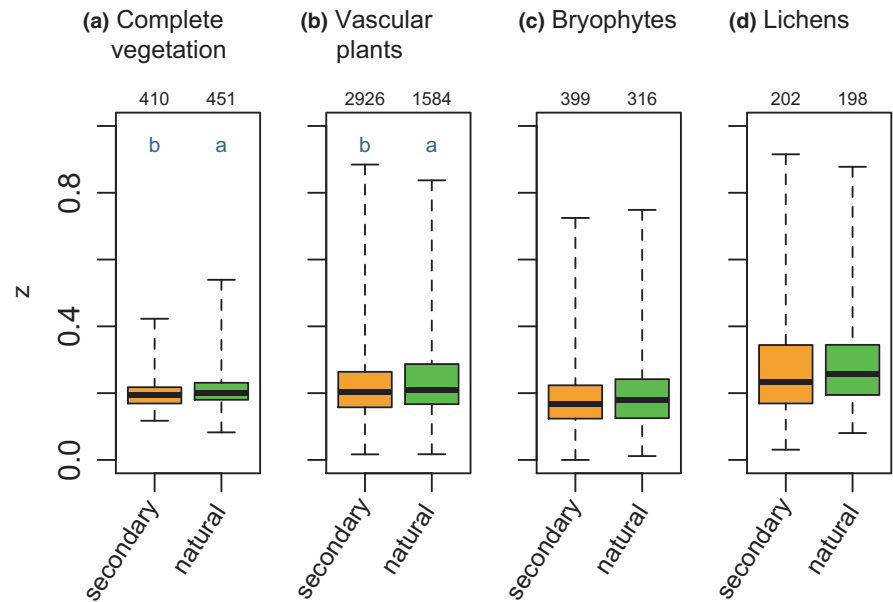 (a) Complete vegetation
(b) Vascular plants
(c) Bryophytes
(d) Lichens
410 451
2926 1584
399 316
202 198
b a
b a
z
0.8
0.4
0.0
secondary natural
secondary natural
secondary natural
secondary natural